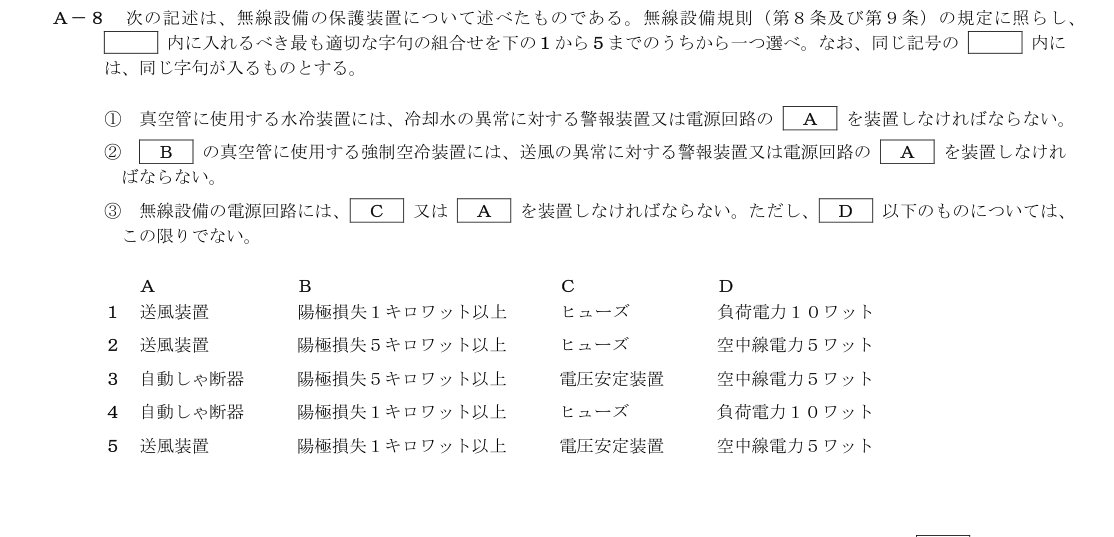 A－8　次の記述は、無線設備の保護装置について述べたものである。無線設備規則（第８条及び第９条）の規定に照らし、
内に入れるべき最も適切な字句の組合せを下の1から5までのうちから一つ選べ。なお、同じ記号の　　　内に
は、同じ字句が入るものとする。
①　真空管に使用する水冷装置には、冷却水の異常に対する警報装置又は電源回路の A を装置しなければならない。
② B の真空管に使用する強制空冷装置には、送風の異常に対する警報装置又は電源回路の A を装置しなけれ
ばならない。
③　無線設備の電源回路には、 C 又は A を装置しなければならない。ただし、 D 以下のものについては、
この限りでない。
A　B　C　D
1　送風装置　陽極損失１キロワット以上　ヒューズ　負荷電力１０ワット
2　送風装置　陽極損失５キロワット以上　ヒューズ　空中線電力５ワット
3　自動しゃ断器　陽極損失５キロワット以上　電圧安定装置　空中線電力５ワット
4　自動しゃ断器　陽極損失１キロワット以上　ヒューズ　負荷電力１０ワット
5　送風装置　陽極損失１キロワット以上　電圧安定装置　空中線電力５ワット